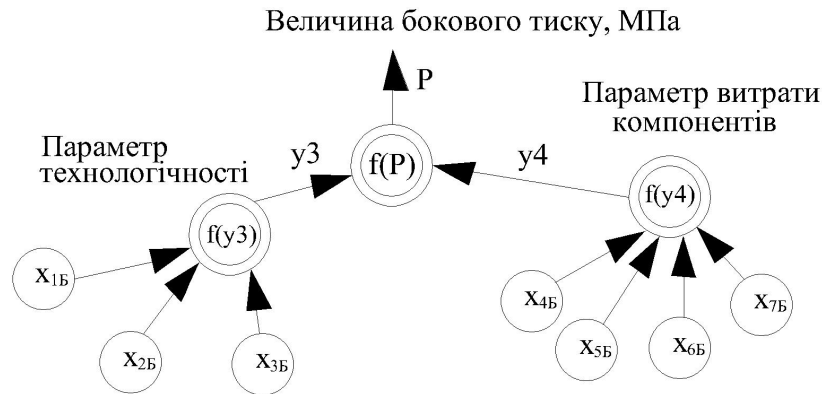 Величина бокового тиску, МПа
P
Параметр витрати
компонентів
Параметр
технологічності
y3
f(P)
y4
f(y3)
f(y4)
x1Б
x2Б
x3Б
x4Б
x5Б
x6Б
x7Б